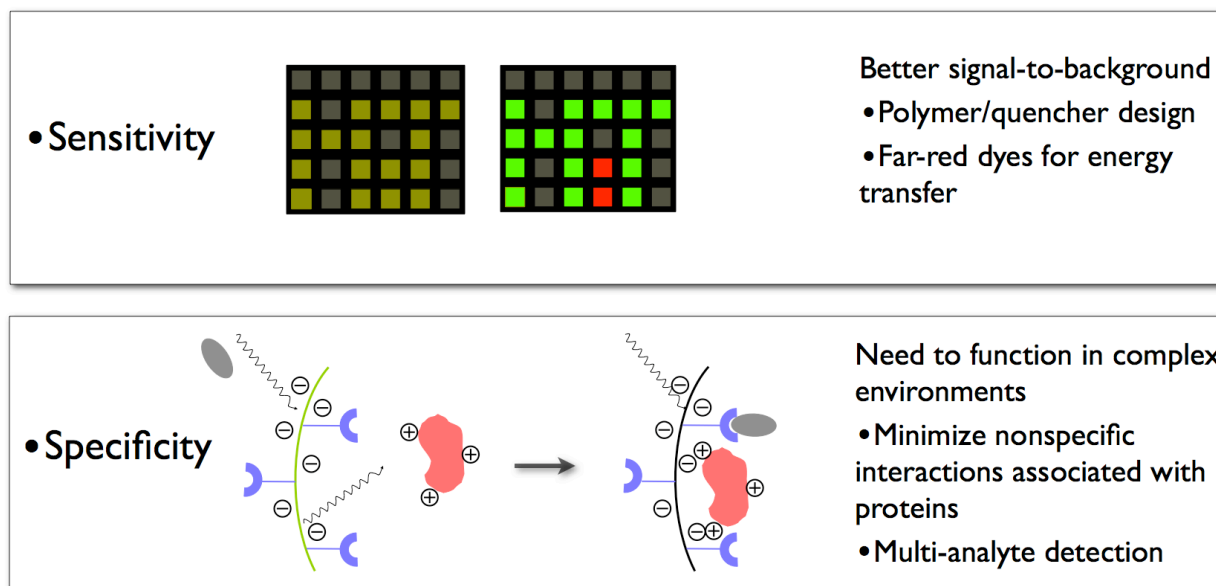 •Sensitivity
Better signal-to-background
•Polymer/quencher design
•Far-red dyes for energy
transfer
•Specificity
Need to function in complex
environments
•Minimize nonspecific
interactions associated with
proteins
•Multi-analyte detection